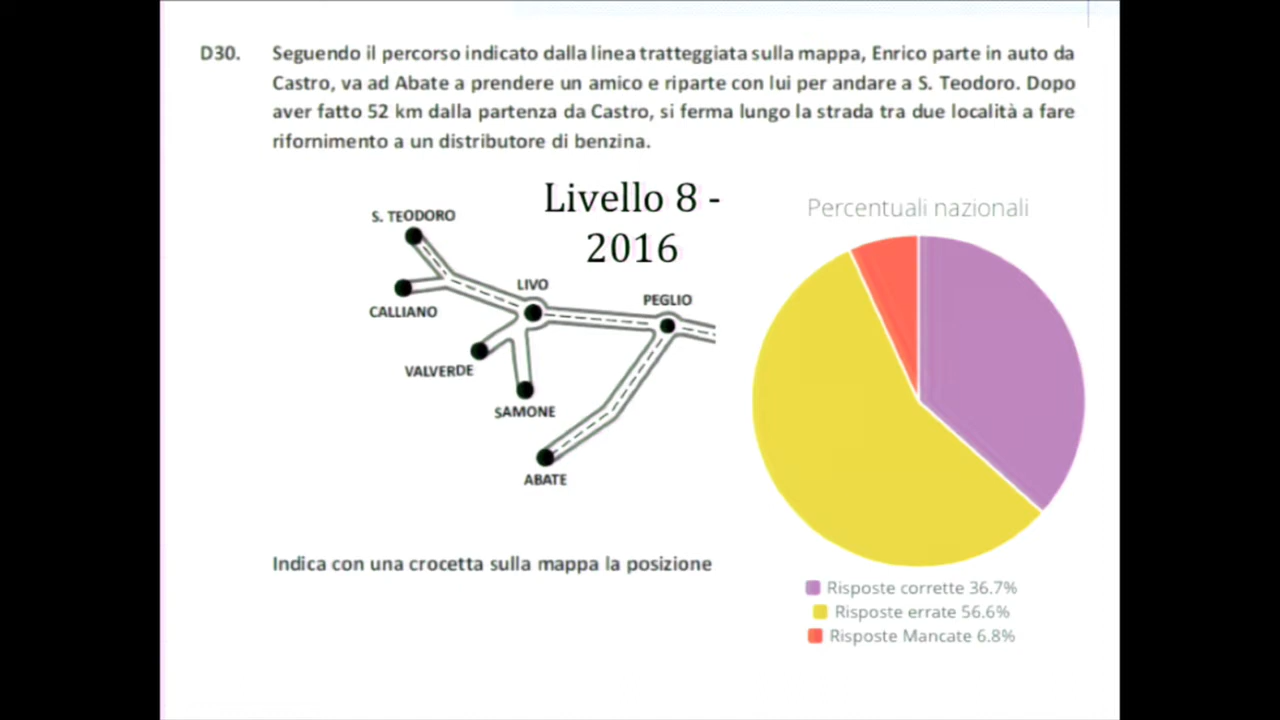 D30. Seguendo il percorso indicato dalla linea tratteggiata sulla mappa, Enrico parte in auto da
Castro, va ad Abate a prendere un amico e riparte con lui per andare a S. Teodoro. Dopo
aver fatto 52 km dalla partenza da Castro, si ferma lungo la strada tra due località a fare
rifornimento a un distributore di benzina.
Livello 8 -
2016
Percentuali nazionali
S. TEODORO
LIVO
PEGLIO
CALLIANO
VALVERDE
SAMONE
ABATE
Indica con una crocetta sulla mappa la posizione
Risposte corrette 36.7%
Risposte errate 56.6%
Risposte Mancate 6.8%